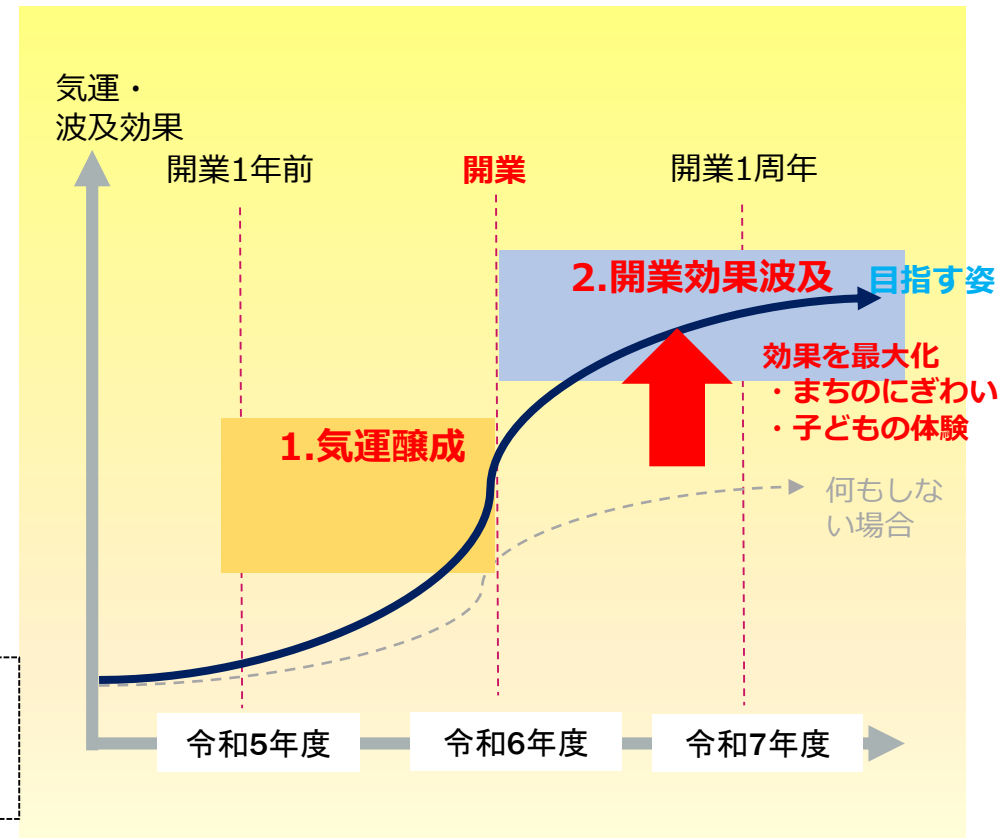 気運・
波及効果
開業1年前
開業
開業1周年
2.開業効果波及
目指す姿
効果を最大化
・まちのにぎわい
・子どもの体験
1.気運醸成
何もしな
い場合
令和5年度
令和6年度
令和7年度